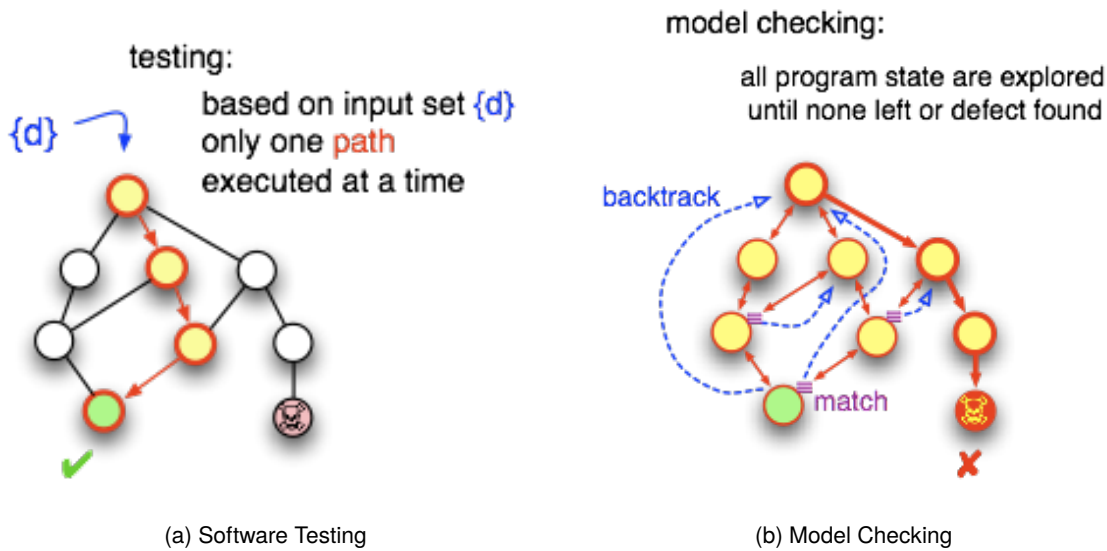 testing:
based on input set {d}
only one path
executed at a time
{d}
(a) Software Testing
model checking:
all program state are explored
until none left or defect found
backtrack
match
(b) Model Checking